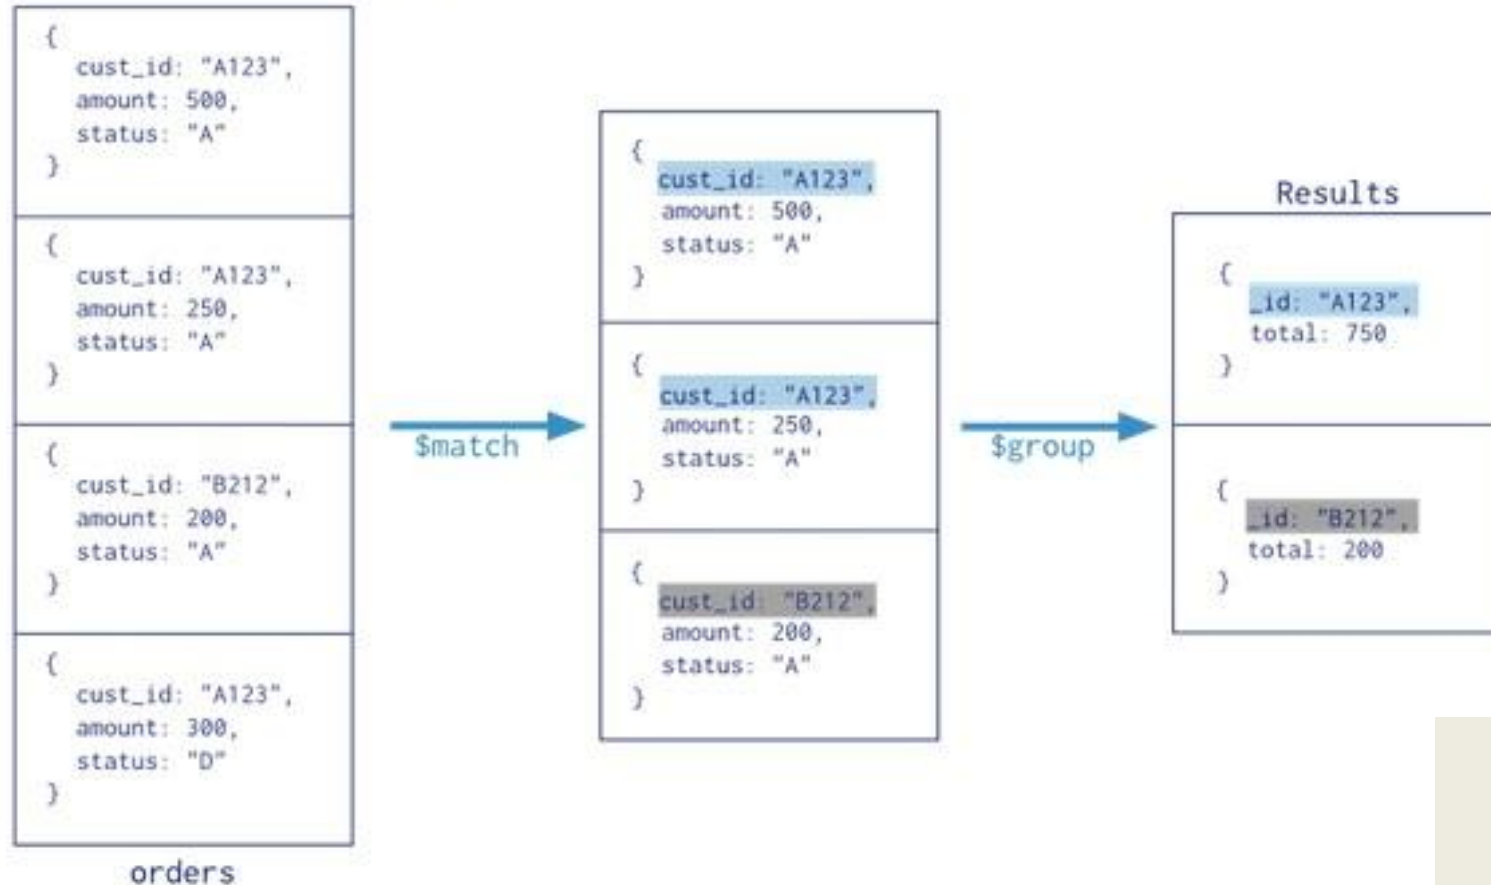 {
cust_id: "A123",
amount: 500,
status: "A"
}
{
cust_id: "A123",
amount: 250,
status: "A"
}
{
cust_id: "B212",
amount: 200,
status: "A"
}
{
cust_id: "A123",
amount: 300,
status: "D"
}
orders
$match
{
cust_id: "A123",
amount: 500,
status: "A"
}
{
cust_id: "A123",
amount: 250,
status: "A"
}
{
cust_id: "B212",
amount: 200,
status: "A"
}
$group
Results
{
_id: "A123",
total: 750
}
{
_id: "B212",
total: 200
}